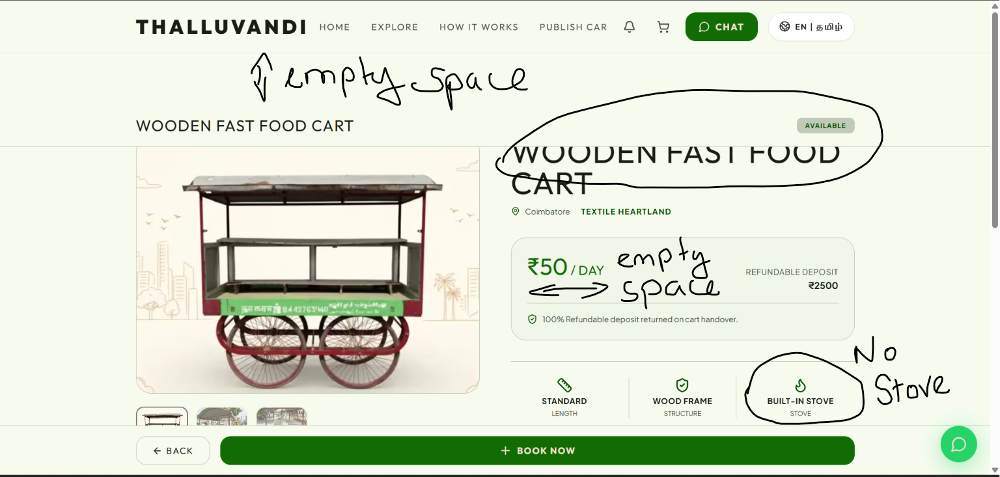 THALLUVANDI HOME EXPLORE HOW IT WORKS PUBLISH CAR CHAT EN | தமிழ்
empty space
WOODEN FAST FOOD CART AVAILABLE
WOODEN FAST FOOD
CART
Coimbatore TEXTILE HEARTLAND
₹50 / DAY
empty
space
REFUNDABLE DEPOSIT
₹2500
100% Refundable deposit returned on cart handover.
9442763940
No
Stove
STANDARD
LENGTH
WOOD FRAME
STRUCTURE
BUILT-IN STOVE
STOVE
BACK
BOOK NOW